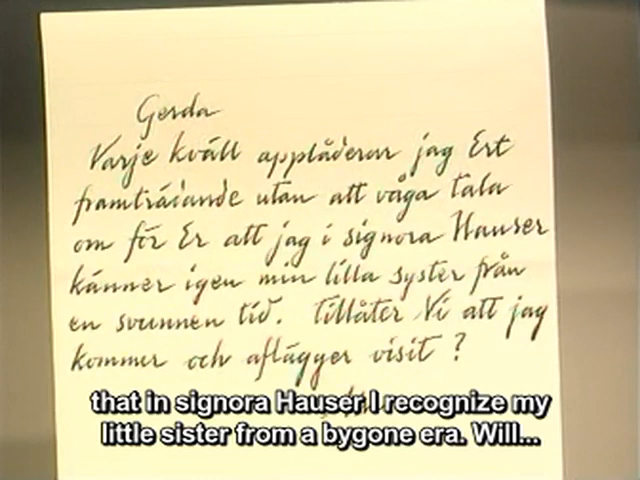 Gerda
Varje kväll applåderar jag Ert
framträdande utan att våga tala
om för Er att jag i signora Hauser
känner igen min lilla syster från
en svunnen tid. Tillåter Ni att jag
kommer och aflägger visit?
that in signora Hauser I recognize my
little sister from a bygone era. Will...